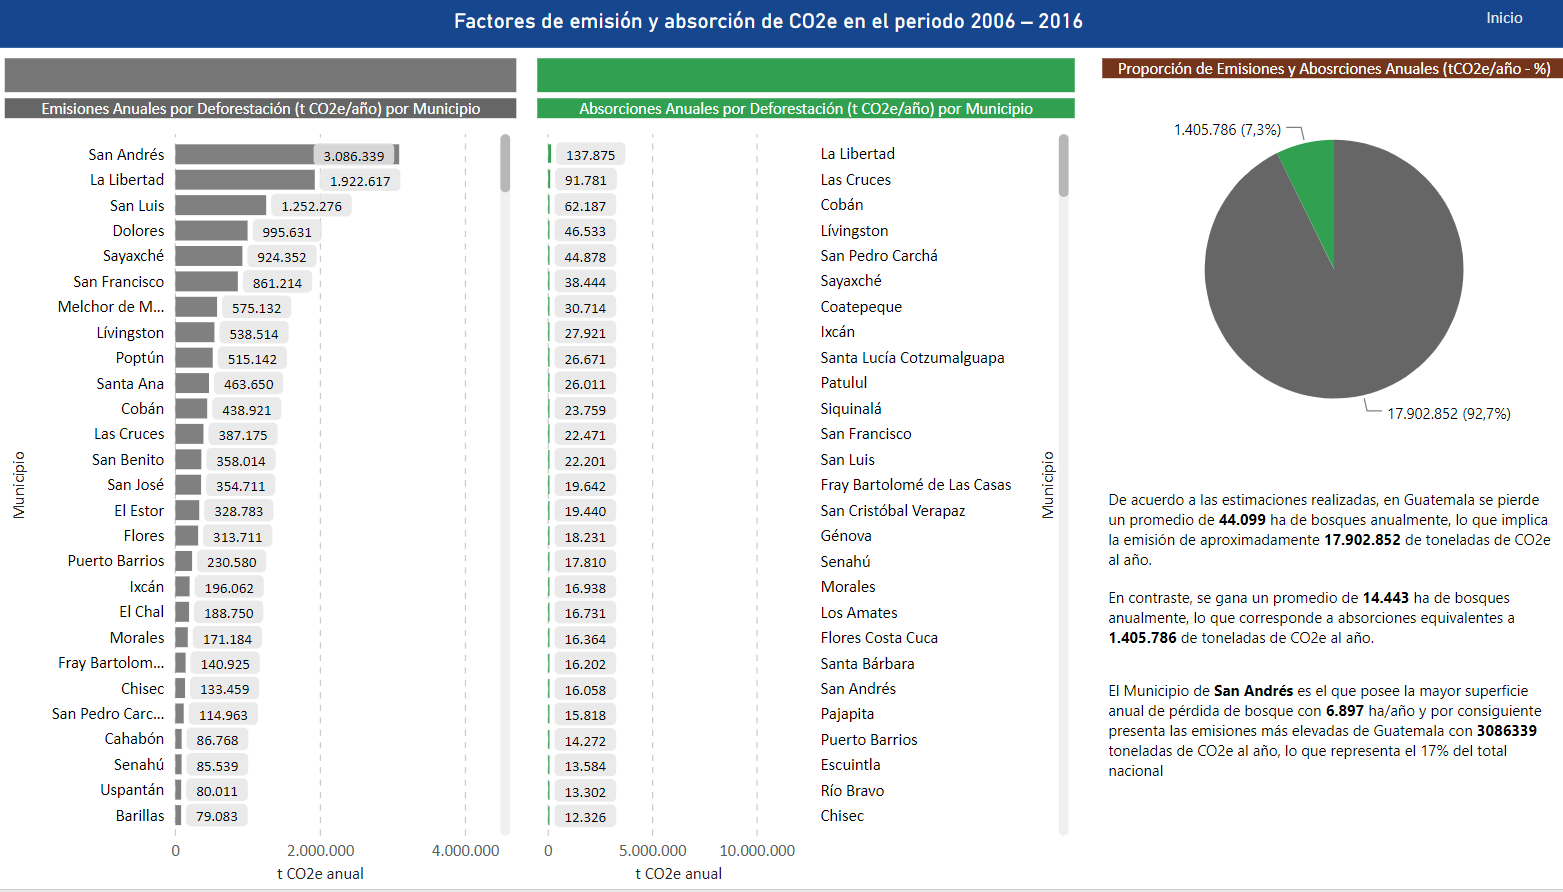 Factores de emisión y absorción de CO2e en el periodo 2006 – 2016
Inicio
Emisiones Anuales por Deforestación (t CO2e/año) por Municipio
San Andrés 3.086.339
La Libertad 1.922.617
San Luis 1.252.276
Dolores 995.631
Sayaxché 924.352
San Francisco 861.214
Melchor de M... 575.132
Lívingston 538.514
Poptún 515.142
Santa Ana 463.650
Cobán 438.921
Las Cruces 387.175
San Benito 358.014
San José 354.711
El Estor 328.783
Flores 313.711
Puerto Barrios 230.580
Ixcán 196.062
El Chal 188.750
Morales 171.184
Fray Bartolom... 140.925
Chisec 133.459
San Pedro Carc... 114.963
Cahabón 86.768
Senahú 85.539
Uspantán 80.011
Barillas 79.083
Municipio
0 2.000.000 4.000.000
t CO2e anual
Absorciones Anuales por Deforestación (t CO2e/año) por Municipio
137.875 La Libertad
91.781 Las Cruces
62.187 Cobán
46.533 Lívingston
44.878 San Pedro Carchá
38.444 Sayaxché
30.714 Coatepeque
27.921 Ixcán
26.671 Santa Lucía Cotzumalguapa
26.011 Patulul
23.759 Siquinalá
22.471 San Francisco
22.201 San Luis
19.642 Fray Bartolomé de Las Casas
19.440 San Cristóbal Verapaz
18.231 Génova
17.810 Senahú
16.938 Morales
16.731 Los Amates
16.364 Flores Costa Cuca
16.202 Santa Bárbara
16.058 San Andrés
15.818 Pajapita
14.272 Puerto Barrios
13.584 Escuintla
13.302 Río Bravo
12.326 Chisec
Municipio
0 5.000.000 10.000.000
t CO2e anual
Proporción de Emisiones y Abosrciones Anuales (tCO2e/año - %)
1.405.786 (7,3%)
17.902.852 (92,7%)
De acuerdo a las estimaciones realizadas, en Guatemala se pierde
un promedio de 44.099 ha de bosques anualmente, lo que implica
la emisión de aproximadamente 17.902.852 de toneladas de CO2e
al año.
En contraste, se gana un promedio de 14.443 ha de bosques
anualmente, lo que corresponde a absorciones equivalentes a
1.405.786 de toneladas de CO2e al año.
El Municipio de San Andrés es el que posee la mayor superficie
anual de pérdida de bosque con 6.897 ha/año y por consiguiente
presenta las emisiones más elevadas de Guatemala con 3086339
toneladas de CO2e al año, lo que representa el 17% del total
nacional